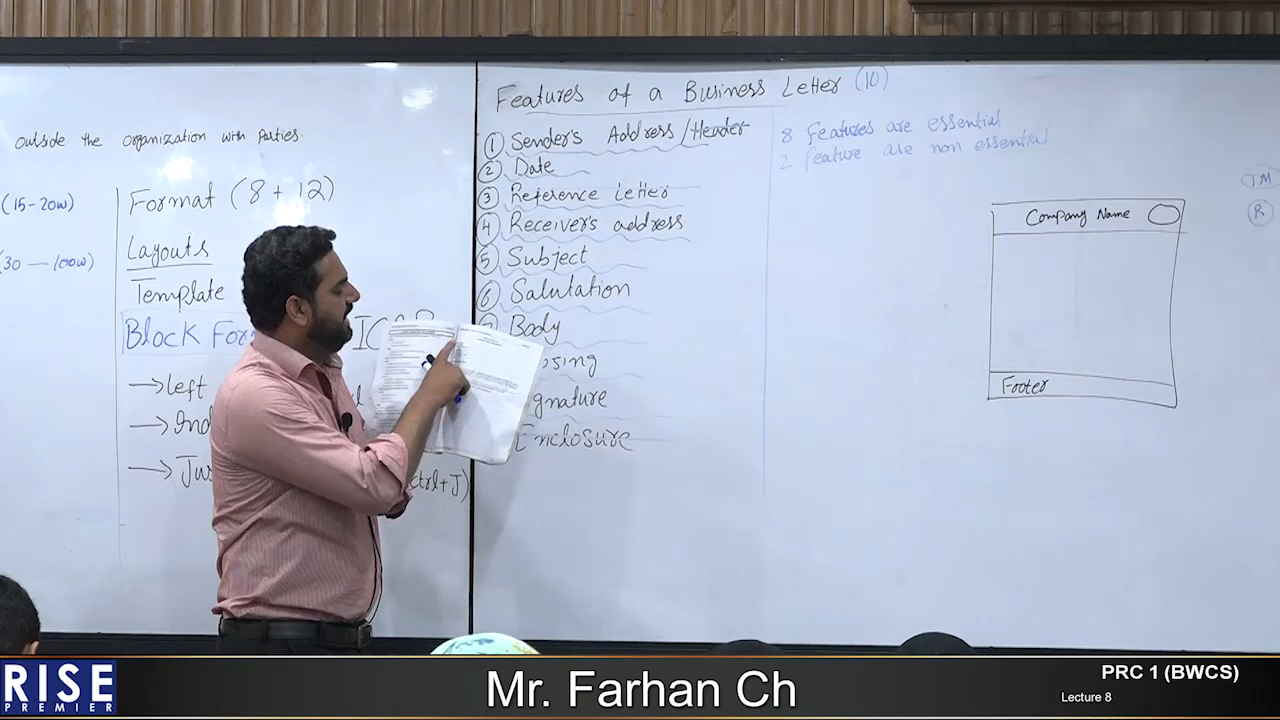 outside the organization with parties.
(15-20w)
(30 — 100w)
Format (8 + 12)
Layouts
Template
Block For
→ Left
→ Ind
→ Jus
ctrl+J)
Features of a Business Letter (10)
① Sender's Address/Header
② Date
③ Reference Letter
④ Receiver's address
⑤ Subject
⑥ Salutation
Body
osing
gnature
Enclosure
8 Features are essential
2 feature are non essential
Company Name
Footer
TM
R
RISE
PREMIER
Mr. Farhan Ch
PRC 1 (BWCS)
Lecture 8